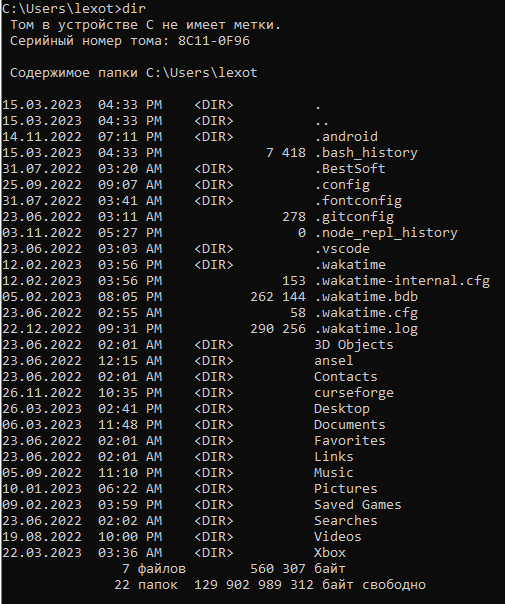 C:\Users\lexot>dir
 Том в устройстве C не имеет метки.
 Серийный номер тома: 8C11-0F96

 Содержимое папки C:\Users\lexot

15.03.2023  04:33 PM    <DIR>          .
15.03.2023  04:33 PM    <DIR>          ..
14.11.2022  07:11 PM    <DIR>          .android
15.03.2023  04:33 PM             7 418 .bash_history
31.07.2022  03:20 AM    <DIR>          .BestSoft
25.09.2022  09:07 AM    <DIR>          .config
31.07.2022  03:41 AM    <DIR>          .fontconfig
23.06.2022  03:11 AM               278 .gitconfig
03.11.2022  05:27 PM                 0 .node_repl_history
23.06.2022  03:03 AM    <DIR>          .vscode
12.02.2023  03:56 PM    <DIR>          .wakatime
12.02.2023  03:56 PM               153 .wakatime-internal.cfg
05.02.2023  08:05 PM           262 144 .wakatime.bdb
23.06.2022  02:55 AM                58 .wakatime.cfg
22.12.2022  09:31 PM           290 256 .wakatime.log
23.06.2022  02:01 AM    <DIR>          3D Objects
23.06.2022  12:15 AM    <DIR>          ansel
23.06.2022  02:01 AM    <DIR>          Contacts
26.11.2022  10:35 PM    <DIR>          curseforge
26.03.2023  02:41 PM    <DIR>          Desktop
06.03.2023  11:48 PM    <DIR>          Documents
23.06.2022  02:01 AM    <DIR>          Favorites
23.06.2022  02:01 AM    <DIR>          Links
05.09.2022  11:10 PM    <DIR>          Music
10.01.2023  06:22 AM    <DIR>          Pictures
09.02.2023  03:59 PM    <DIR>          Saved Games
23.06.2022  02:02 AM    <DIR>          Searches
19.08.2022  10:00 PM    <DIR>          Videos
22.03.2023  03:36 AM    <DIR>          Xbox
               7 файлов        560 307 байт
              22 папок  129 902 989 312 байт свободно